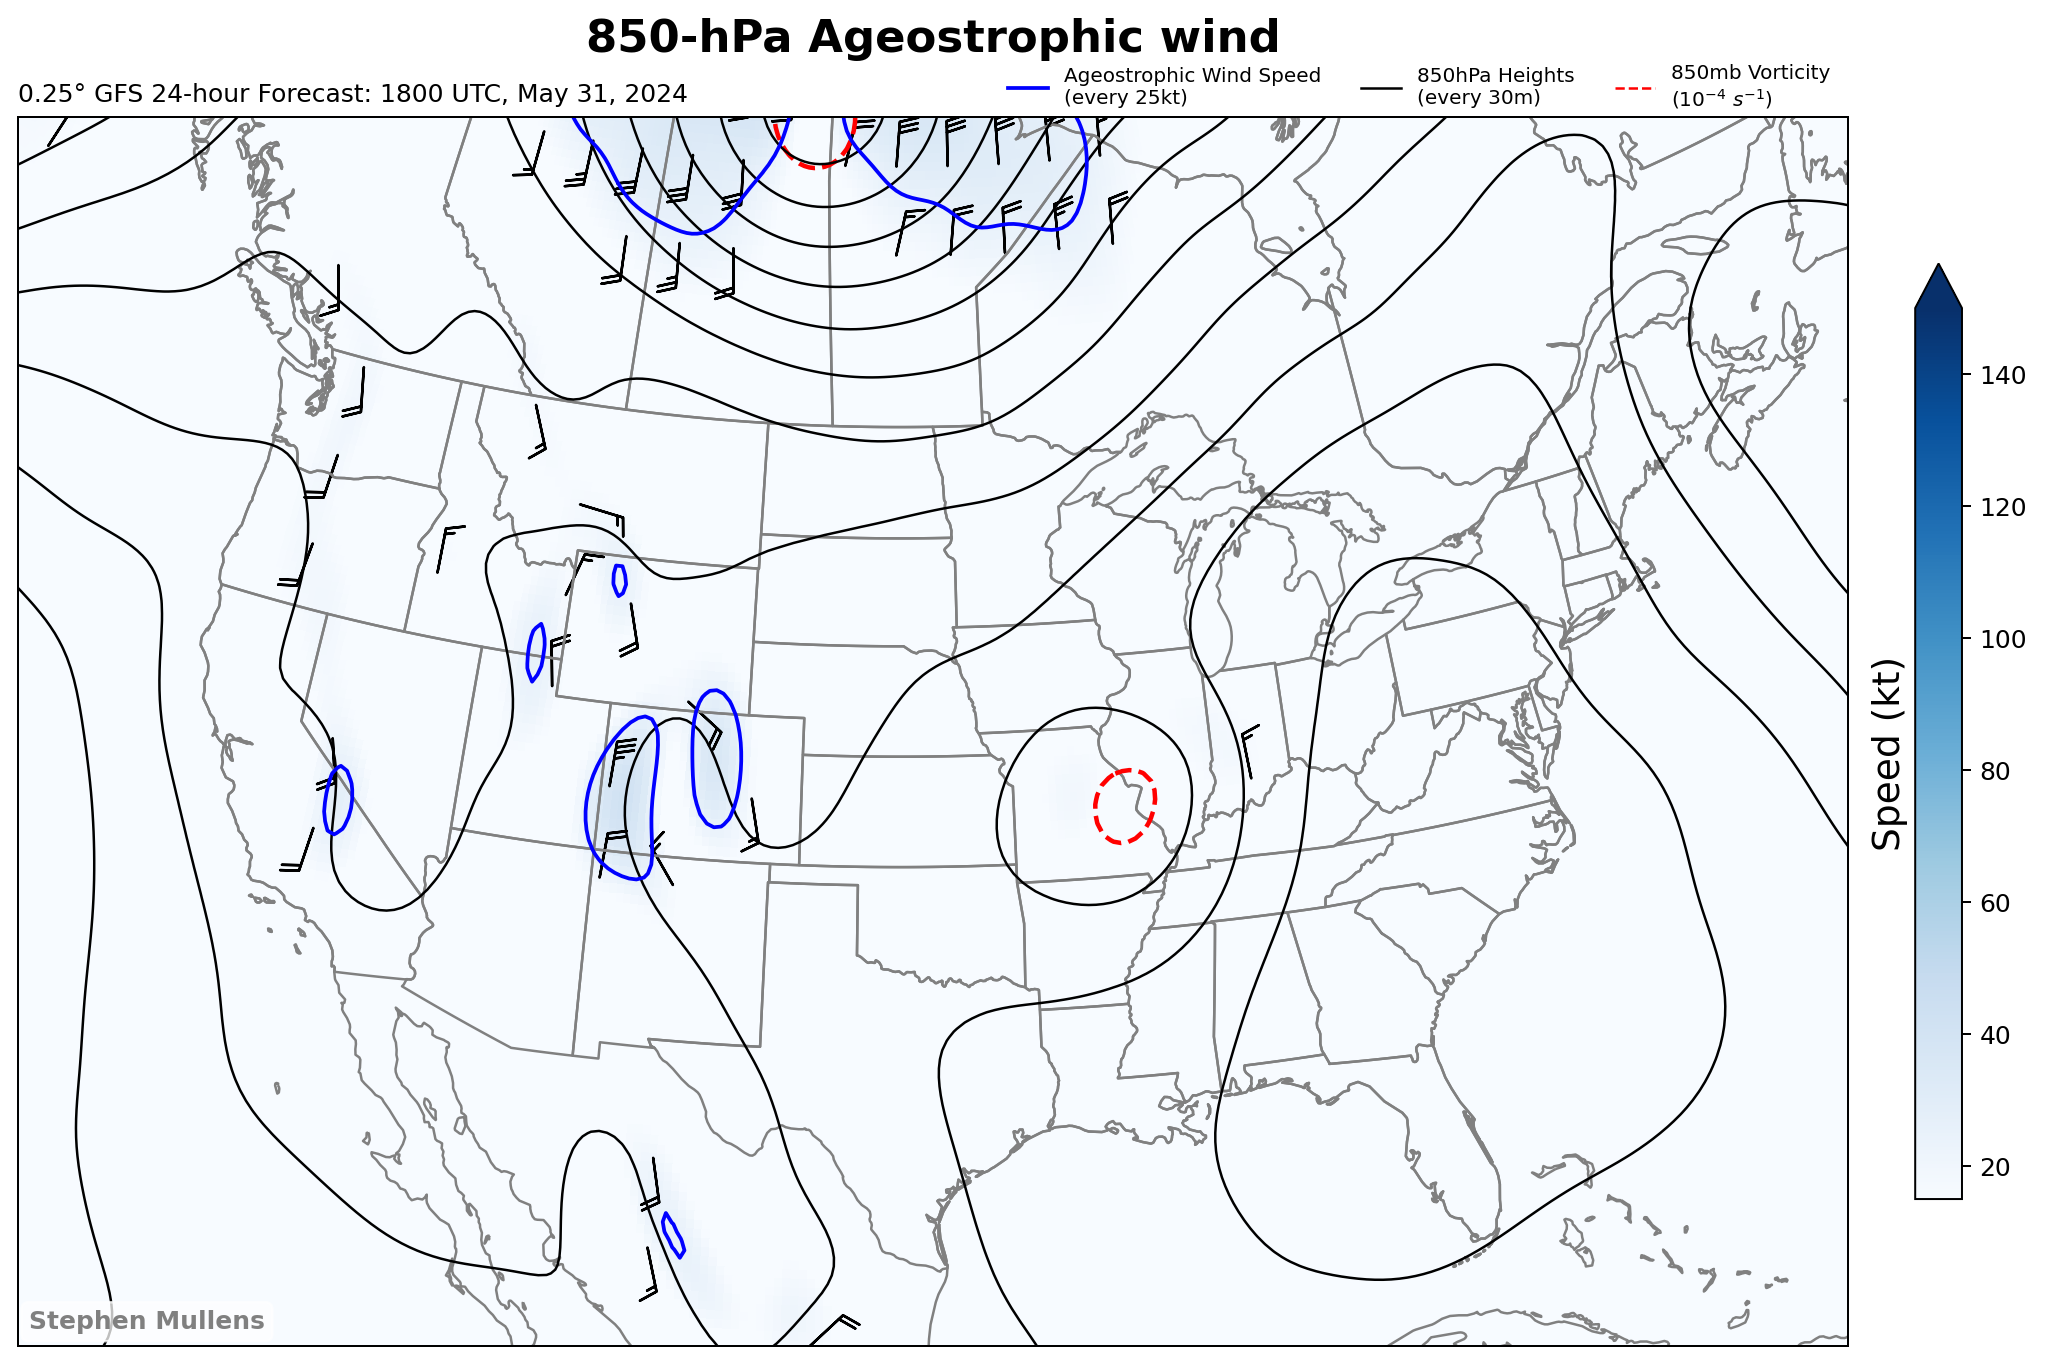 850-hPa Ageostrophic wind
0.25° GFS 24-hour Forecast: 1800 UTC, May 31, 2024
Ageostrophic Wind Speed
(every 25kt)
850hPa Heights
(every 30m)
850mb Vorticity
(10⁻⁴ s⁻¹)
140
120
100
80
60
40
20
Speed (kt)
Stephen Mullens